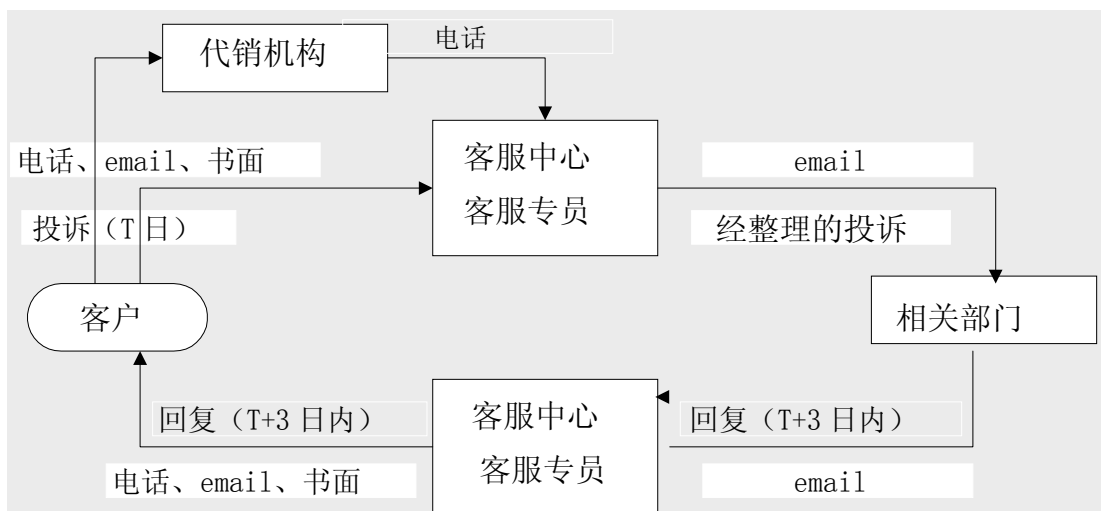 代销机构
电话
电话、email、书面
投诉（T日）
客服中心
客服专员
email
经整理的投诉
客户
相关部门
回复（T+3 日内）
电话、email、书面
客服中心
客服专员
回复（T+3 日内）
email